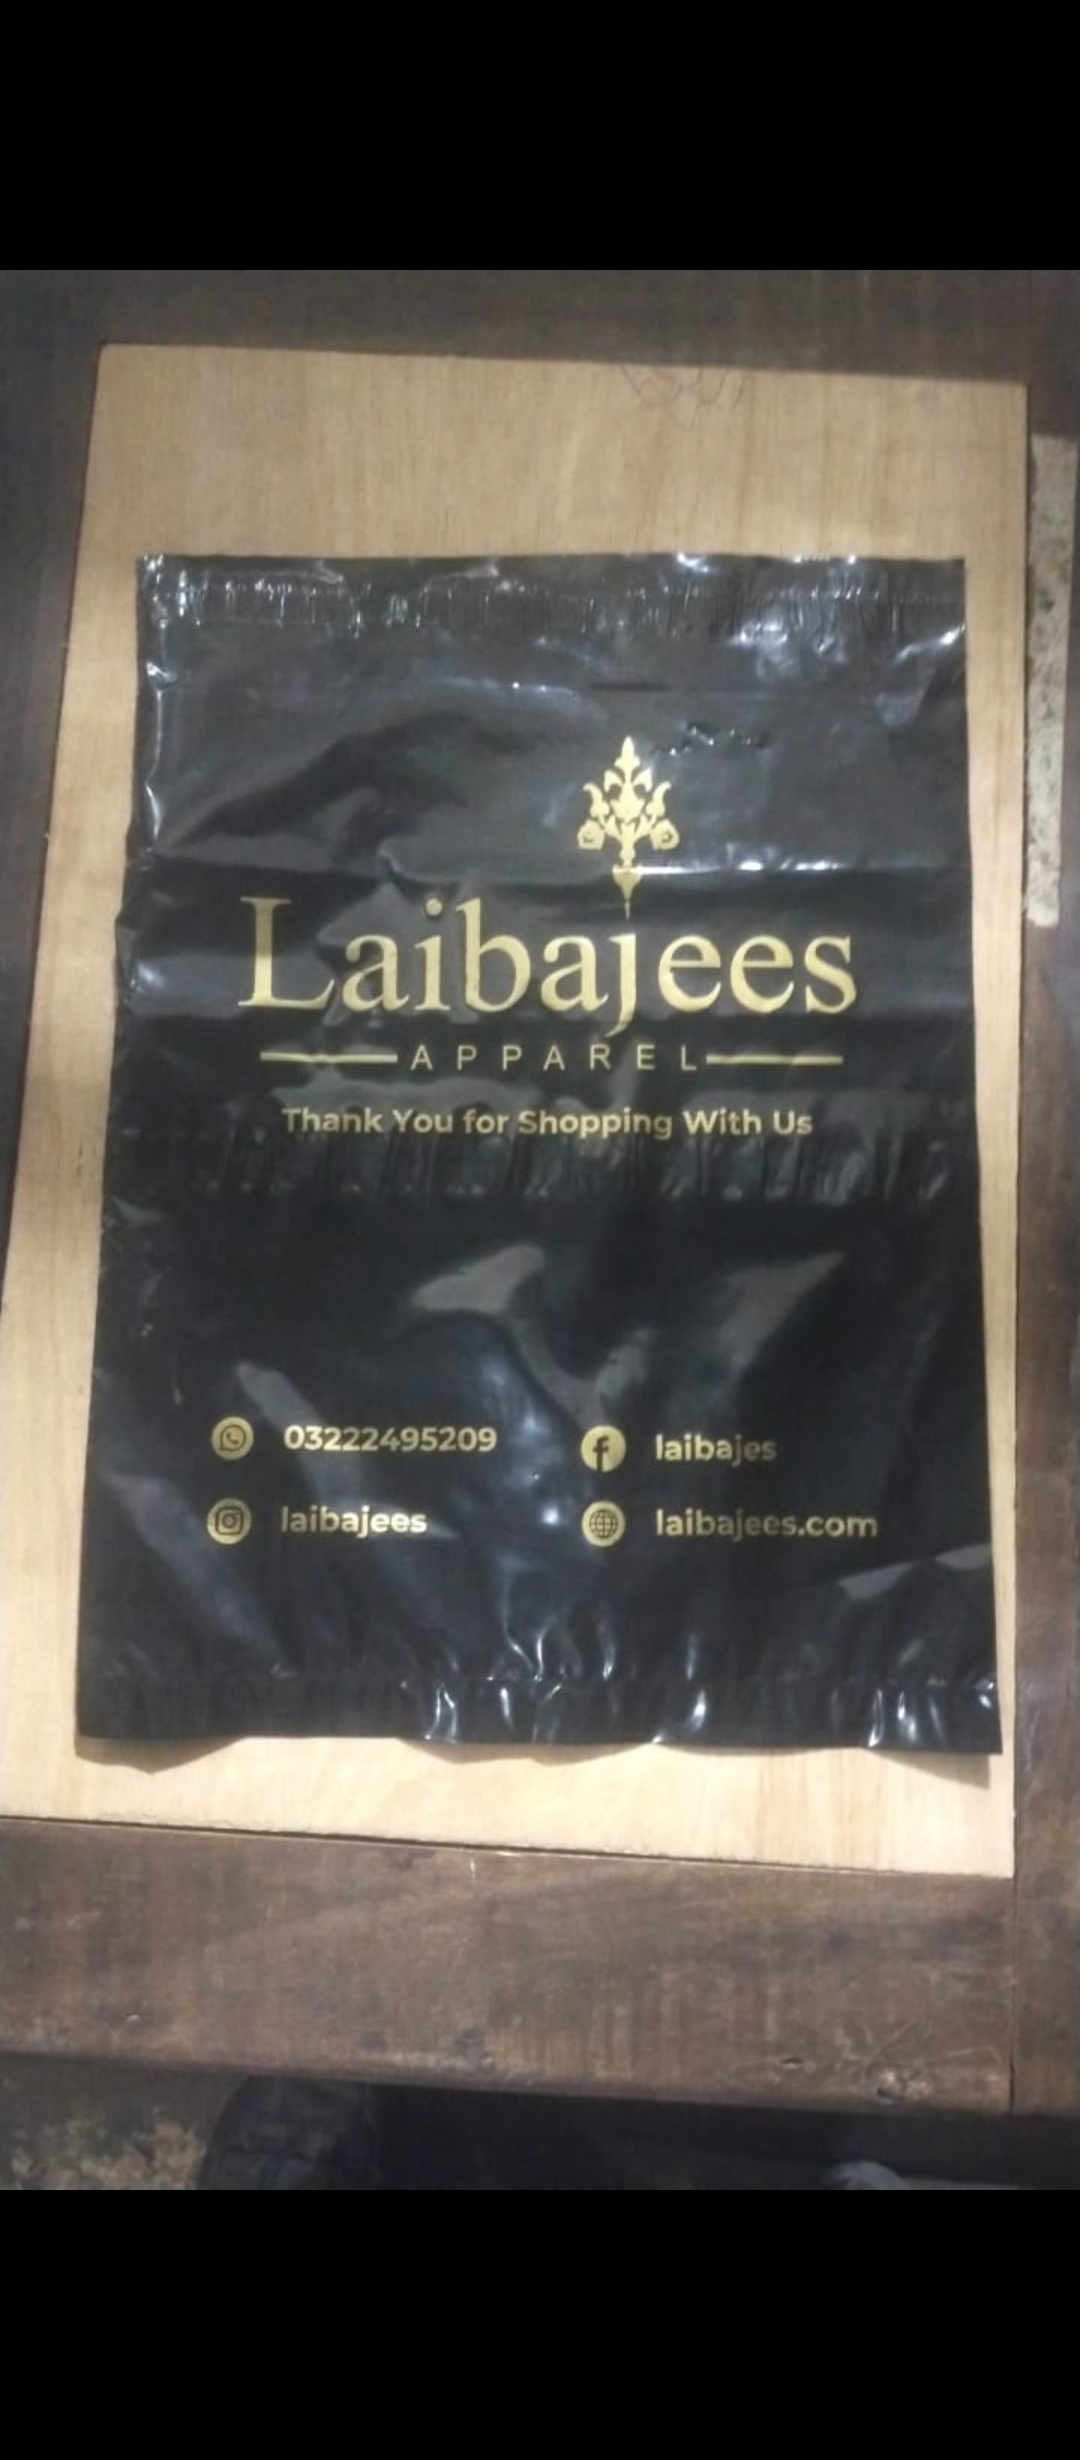 Laibajees
APPAREL
Thank You for Shopping With Us
03222495209
laibajes
laibajees
laibajees.com